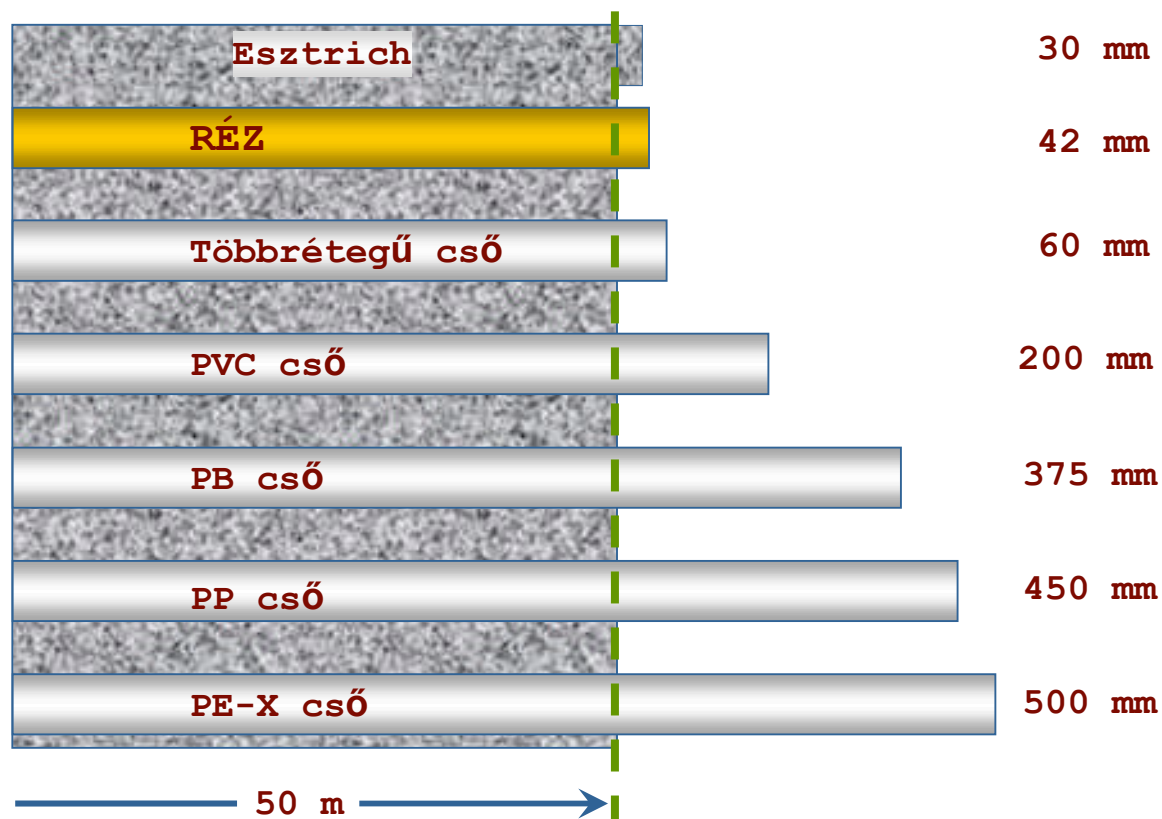 Esztrich 30 mm
RÉZ 42 mm
Többrétegű cső 60 mm
PVC cső 200 mm
PB cső 375 mm
PP cső 450 mm
PE-X cső 500 mm
50 m